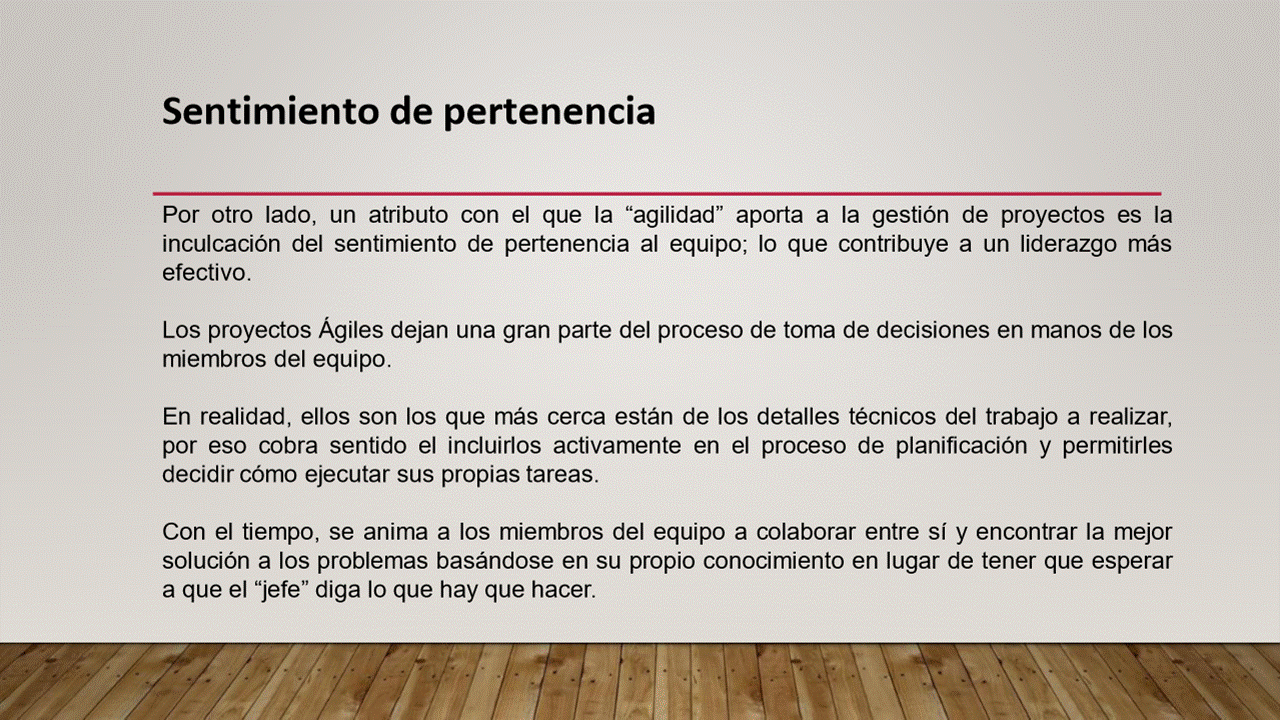 Sentimiento de pertenencia
Por otro lado, un atributo con el que la “agilidad” aporta a la gestión de proyectos es la
inculcación del sentimiento de pertenencia al equipo; lo que contribuye a un liderazgo más
efectivo.
Los proyectos Ágiles dejan una gran parte del proceso de toma de decisiones en manos de los
miembros del equipo.
En realidad, ellos son los que más cerca están de los detalles técnicos del trabajo a realizar,
por eso cobra sentido el incluirlos activamente en el proceso de planificación y permitirles
decidir cómo ejecutar sus propias tareas.
Con el tiempo, se anima a los miembros del equipo a colaborar entre sí y encontrar la mejor
solución a los problemas basándose en su propio conocimiento en lugar de tener que esperar
a que el “jefe” diga lo que hay que hacer.